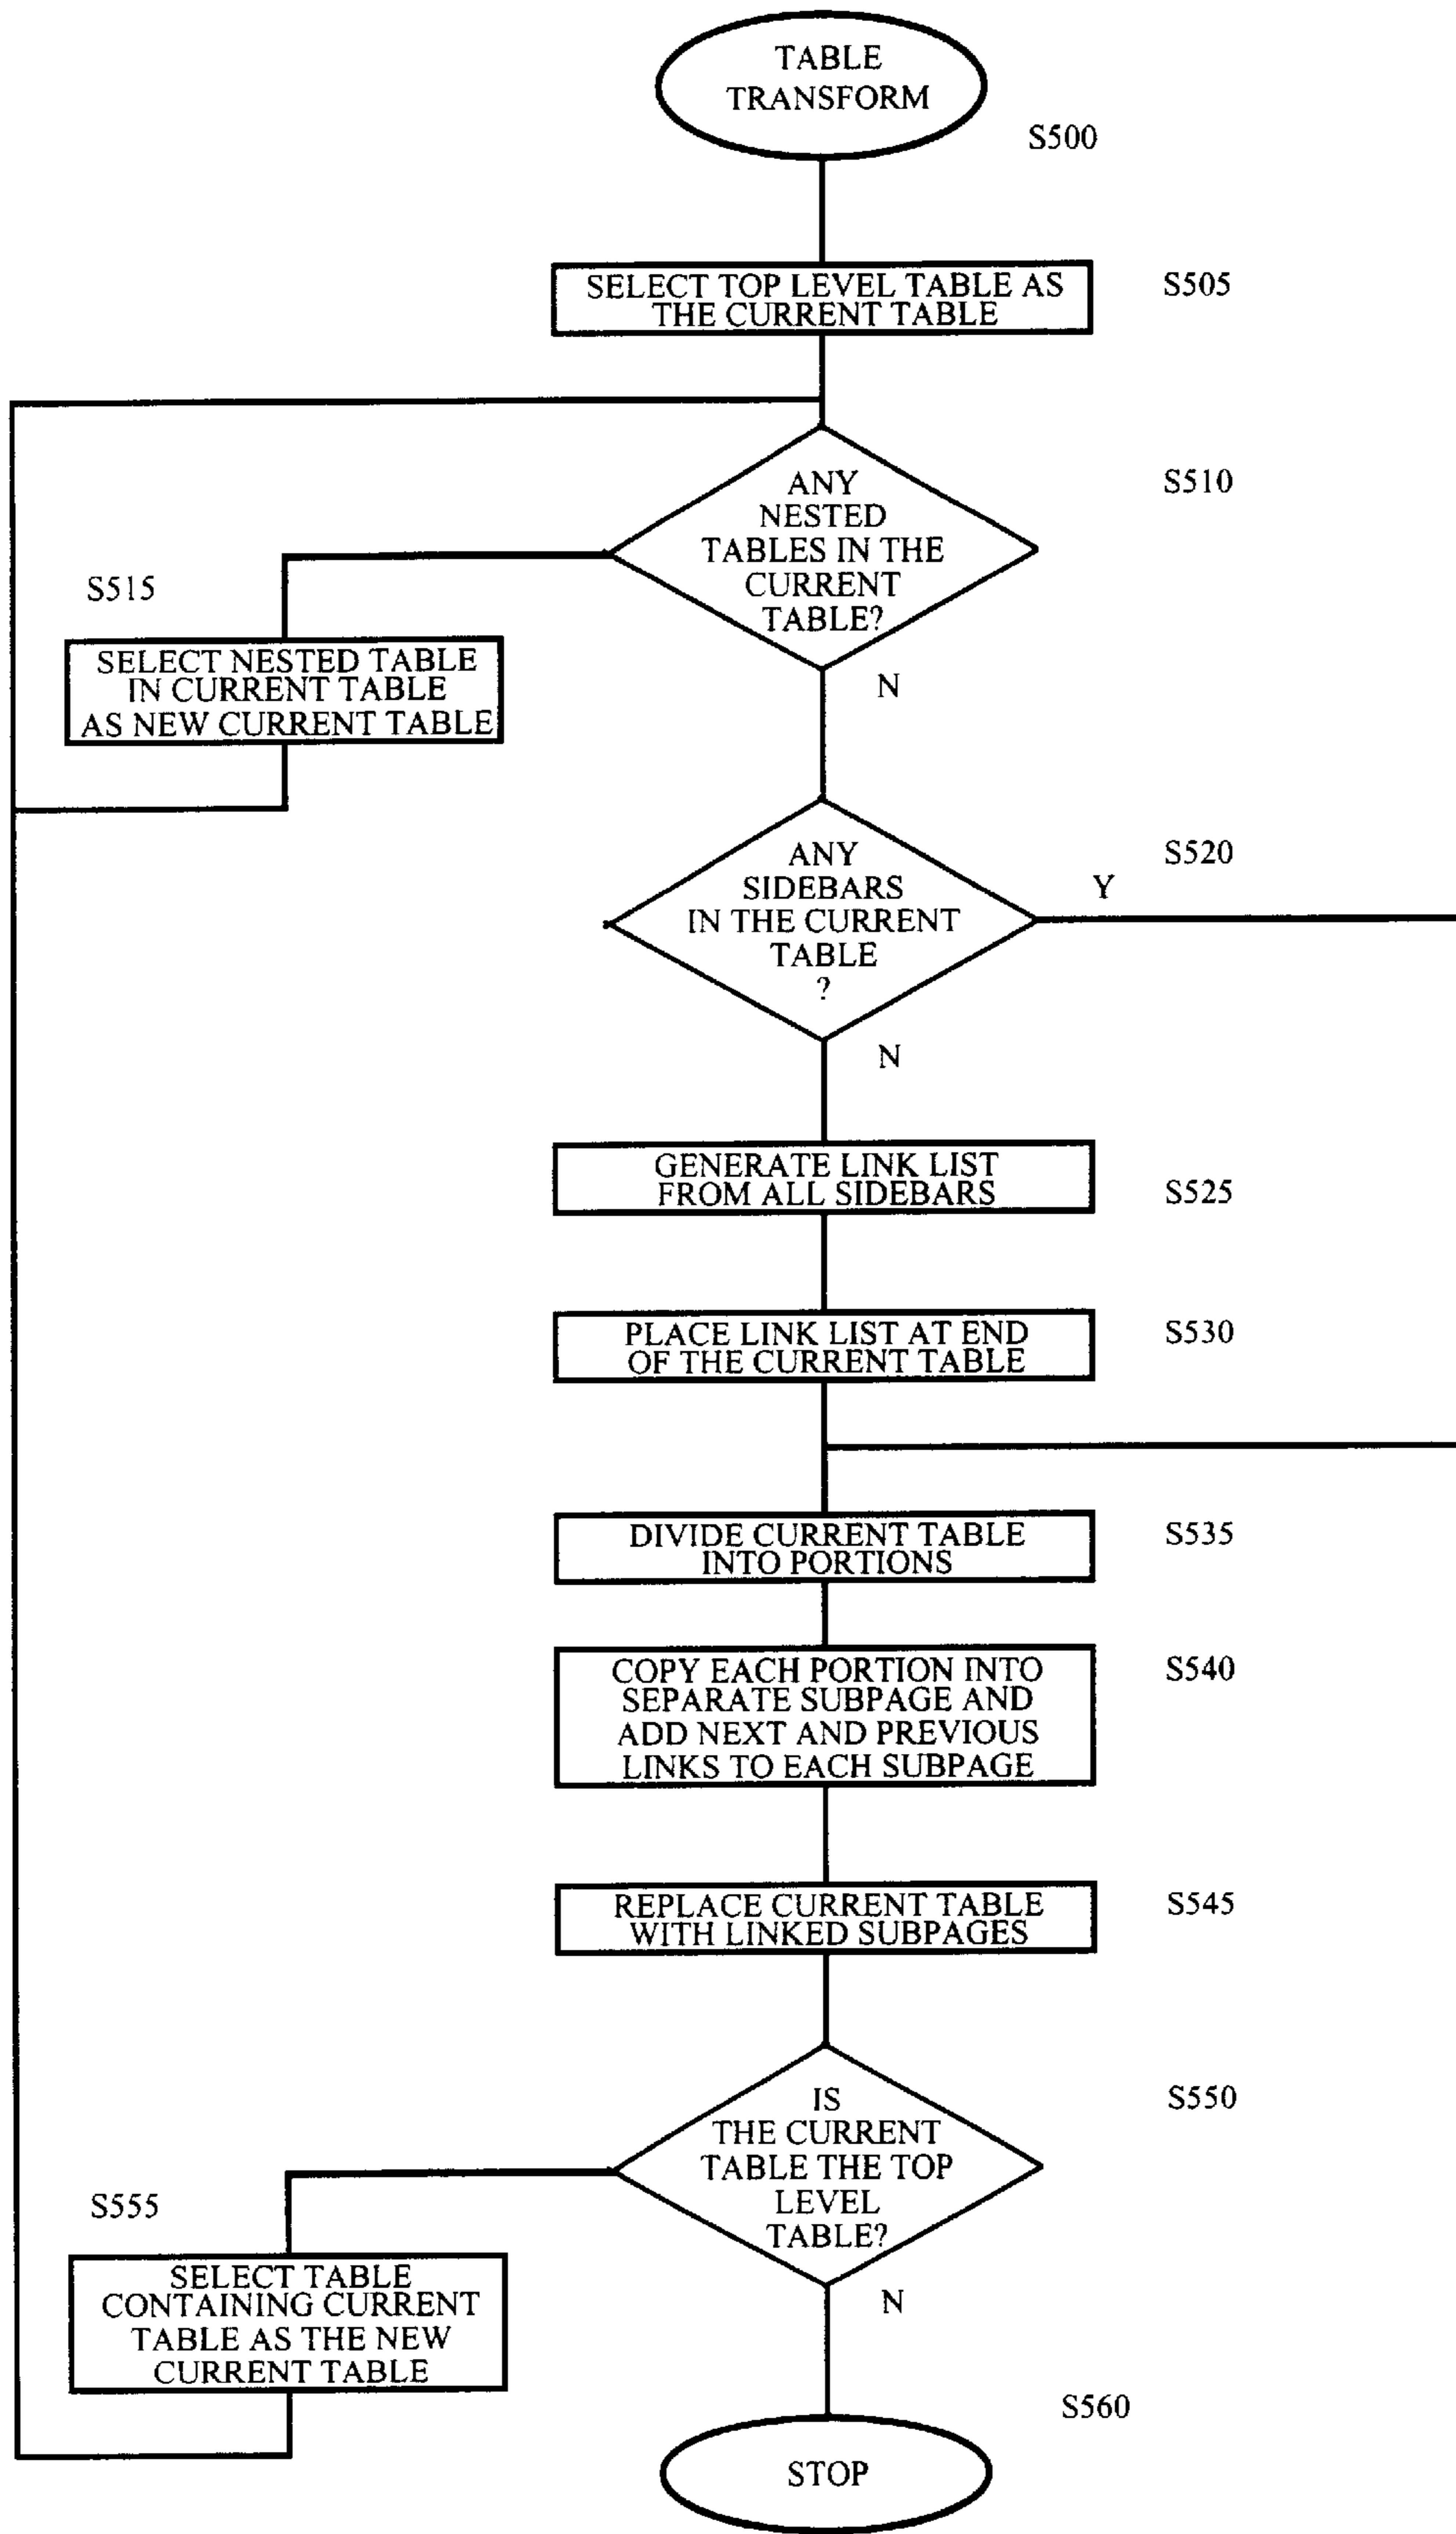 TABLE
TRANSFORM
S500
SELECT TOP LEVEL TABLE AS
THE CURRENT TABLE
S505
ANY
NESTED
TABLES IN THE
CURRENT
TABLE?
S510
S515
SELECT NESTED TABLE
IN CURRENT TABLE
AS NEW CURRENT TABLE
N
ANY
SIDEBARS
IN THE CURRENT
TABLE
?
S520
Y
N
GENERATE LINK LIST
FROM ALL SIDEBARS
S525
PLACE LINK LIST AT END
OF THE CURRENT TABLE
S530
DIVIDE CURRENT TABLE
INTO PORTIONS
S535
COPY EACH PORTION INTO
SEPARATE SUBPAGE AND
ADD NEXT AND PREVIOUS
LINKS TO EACH SUBPAGE
S540
REPLACE CURRENT TABLE
WITH LINKED SUBPAGES
S545
IS
THE CURRENT
TABLE THE TOP
LEVEL
TABLE?
S550
S555
SELECT TABLE
CONTAINING CURRENT
TABLE AS THE NEW
CURRENT TABLE
N
S560
STOP